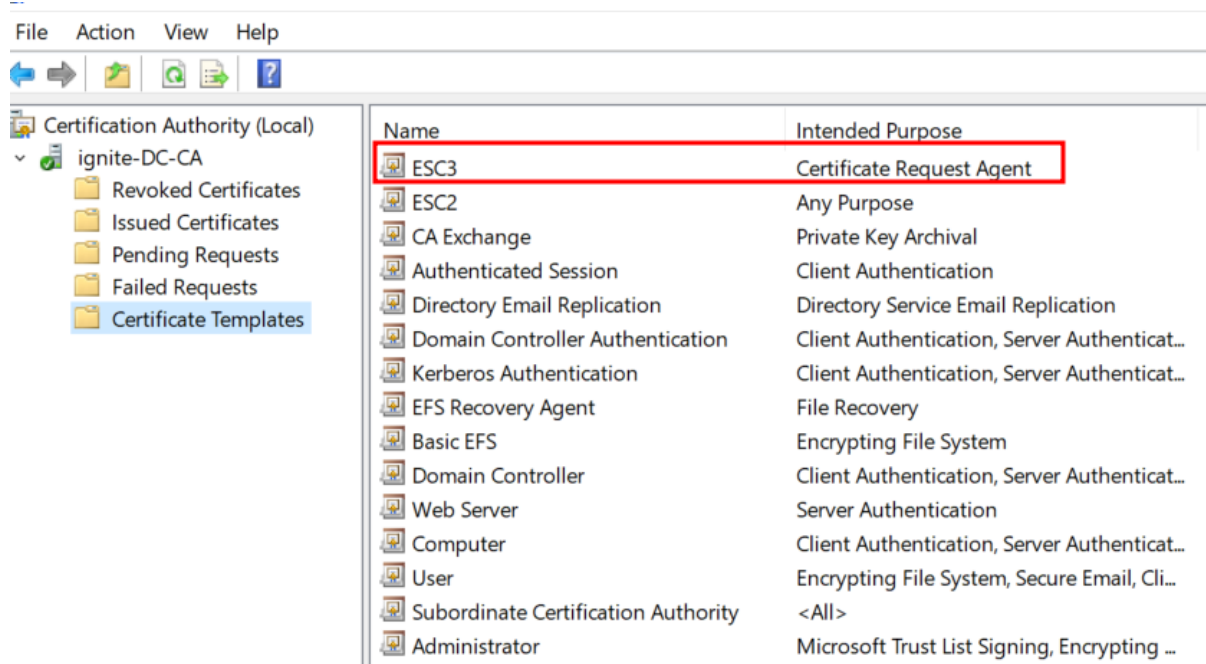 File Action View Help
Certification Authority (Local)
ignite-DC-CA
Revoked Certificates
Issued Certificates
Pending Requests
Failed Requests
Certificate Templates
Name Intended Purpose
ESC3 Certificate Request Agent
ESC2 Any Purpose
CA Exchange Private Key Archival
Authenticated Session Client Authentication
Directory Email Replication Directory Service Email Replication
Domain Controller Authentication Client Authentication, Server Authenticat...
Kerberos Authentication Client Authentication, Server Authenticat...
EFS Recovery Agent File Recovery
Basic EFS Encrypting File System
Domain Controller Client Authentication, Server Authenticat...
Web Server Server Authentication
Computer Client Authentication, Server Authenticat...
User Encrypting File System, Secure Email, Cli...
Subordinate Certification Authority <All>
Administrator Microsoft Trust List Signing, Encrypting ...